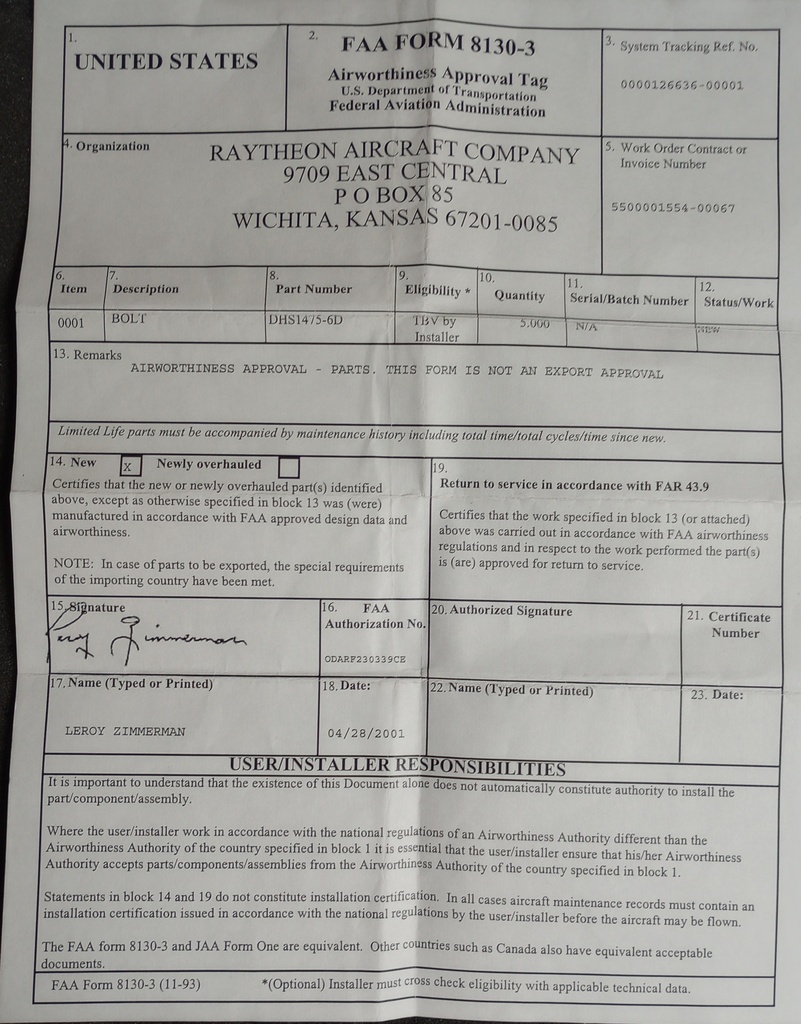 1.
UNITED STATES
2.
FAA FORM 8130-3
Airworthiness Approval Tag
U.S. Department of Transportation
Federal Aviation Administration
3. System Tracking Ref. No.
0000126636-00001
4. Organization
RAYTHEON AIRCRAFT COMPANY
9709 EAST CENTRAL
P O BOX 85
WICHITA, KANSAS 67201-0085
5. Work Order Contract or
Invoice Number
5500001554-00067
6.
Item
7.
Description
8.
Part Number
9.
Eligibility *
10.
Quantity
11.
Serial/Batch Number
12.
Status/Work
0001
BOLT
DHS1475-6D
TBV by
Installer
5.000
N/A
NEW
13. Remarks
AIRWORTHINESS APPROVAL - PARTS. THIS FORM IS NOT AN EXPORT APPROVAL
Limited Life parts must be accompanied by maintenance history including total time/total cycles/time since new.
14. New x Newly overhauled
Certifies that the new or newly overhauled part(s) identified
above, except as otherwise specified in block 13 was (were)
manufactured in accordance with FAA approved design data and
airworthiness.
NOTE: In case of parts to be exported, the special requirements
of the importing country have been met.
19.
Return to service in accordance with FAR 43.9
Certifies that the work specified in block 13 (or attached)
above was carried out in accordance with FAA airworthiness
regulations and in respect to the work performed the part(s)
is (are) approved for return to service.
15. Signature
Zimmerman
16. FAA
Authorization No.
ODARF230339CE
20. Authorized Signature
21. Certificate
Number
17. Name (Typed or Printed)
LEROY ZIMMERMAN
18. Date:
04/28/2001
22. Name (Typed or Printed)
23. Date:
USER/INSTALLER RESPONSIBILITIES
It is important to understand that the existence of this Document alone does not automatically constitute authority to install the
part/component/assembly.
Where the user/installer work in accordance with the national regulations of an Airworthiness Authority different than the
Airworthiness Authority of the country specified in block 1 it is essential that the user/installer ensure that his/her Airworthiness
Authority accepts parts/components/assemblies from the Airworthiness Authority of the country specified in block 1.
Statements in block 14 and 19 do not constitute installation certification. In all cases aircraft maintenance records must contain an
installation certification issued in accordance with the national regulations by the user/installer before the aircraft may be flown.
The FAA form 8130-3 and JAA Form One are equivalent. Other countries such as Canada also have equivalent acceptable
documents.
FAA Form 8130-3 (11-93)
*(Optional) Installer must cross check eligibility with applicable technical data.